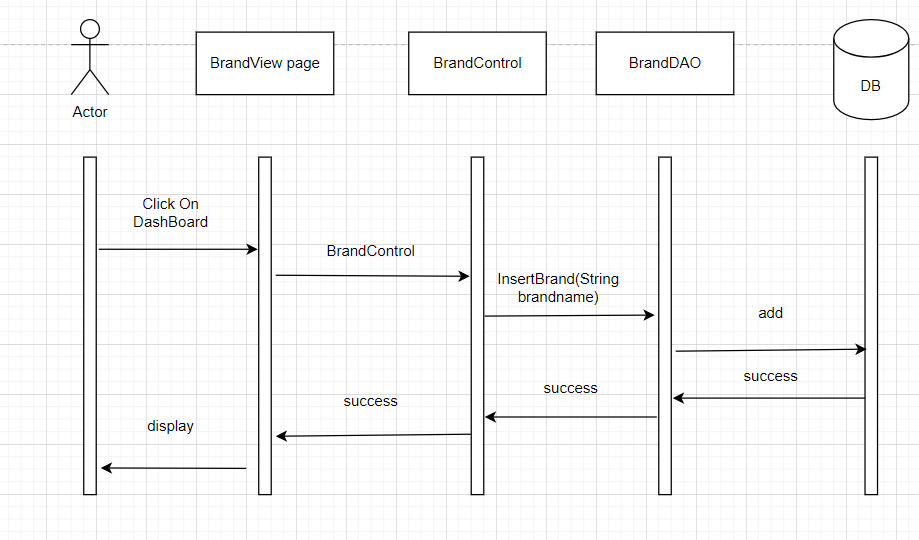 BrandView page
BrandControl
BrandDAO
DB
Actor
Click On
DashBoard
BrandControl
InsertBrand(String
brandname)
add
success
success
success
display